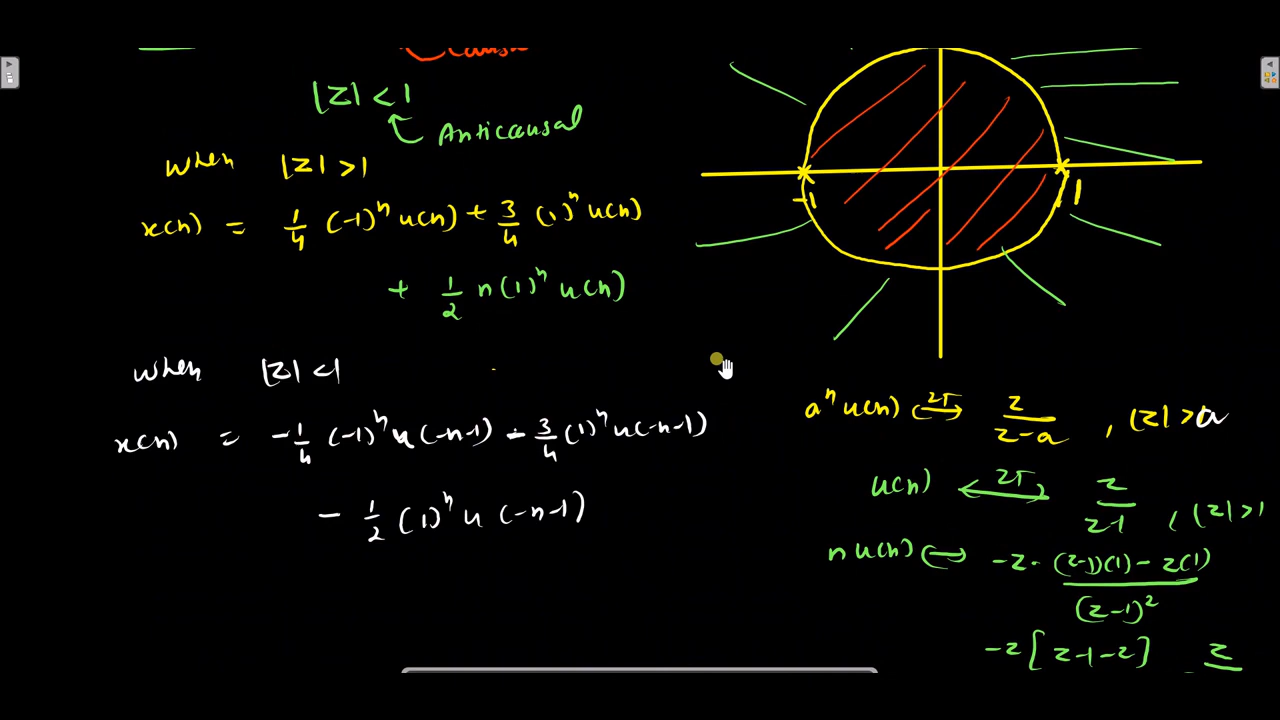 |z| < 1
Anticausal
when |z| > 1
x(n) = 1/4 (-1)^n u(n) + 3/4 (1)^n u(n)
+ 1/2 n(1)^n u(n)
when |z| < 1
x(n) = -1/4 (-1)^n u(-n-1) - 3/4 (1)^n u(-n-1)
- 1/2 (1)^n u(-n-1)
-1
1
a^n u(n) ⟷ ZT z/(z-a) , |z| > a
u(n) ⟷ ZT z/(z-1) , |z| > 1
n u(n) ⟷ -z · ((z-1)(1) - z(1))/(z-1)^2
-z[z-1-z] z